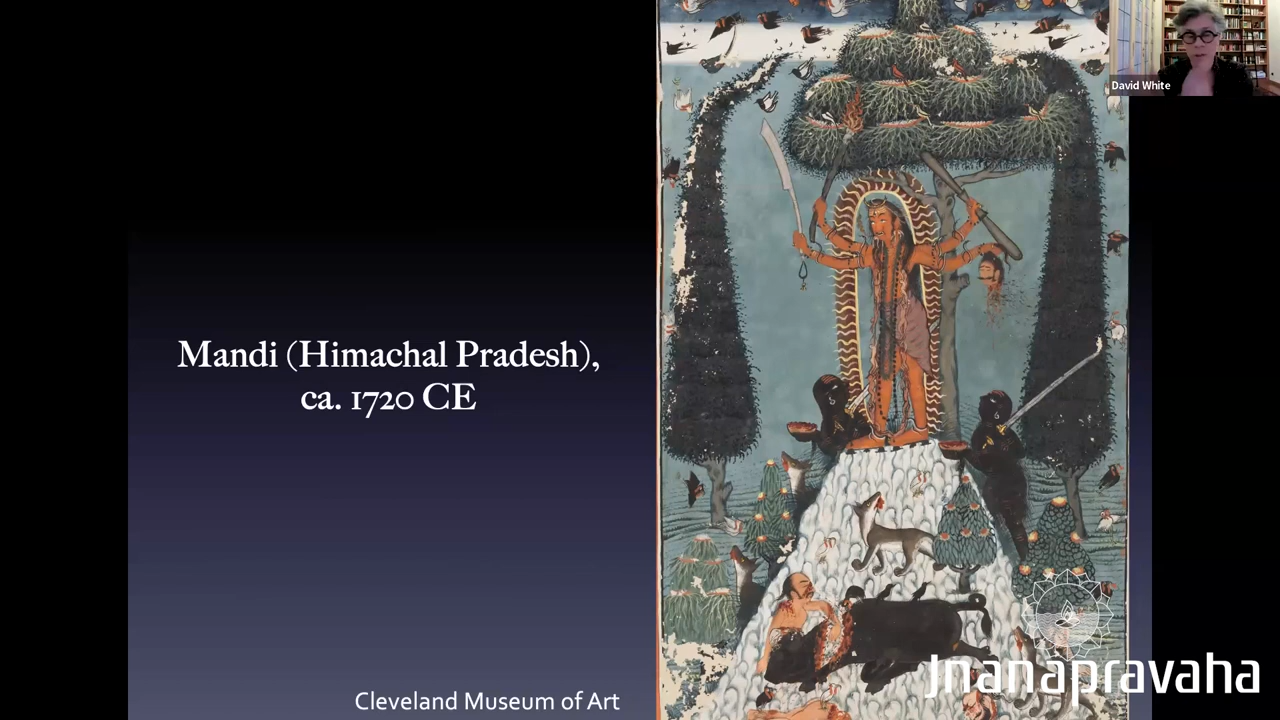 David White
Mandi (Himachal Pradesh),
ca. 1720 CE
Cleveland Museum of Art
Jnanapravaha